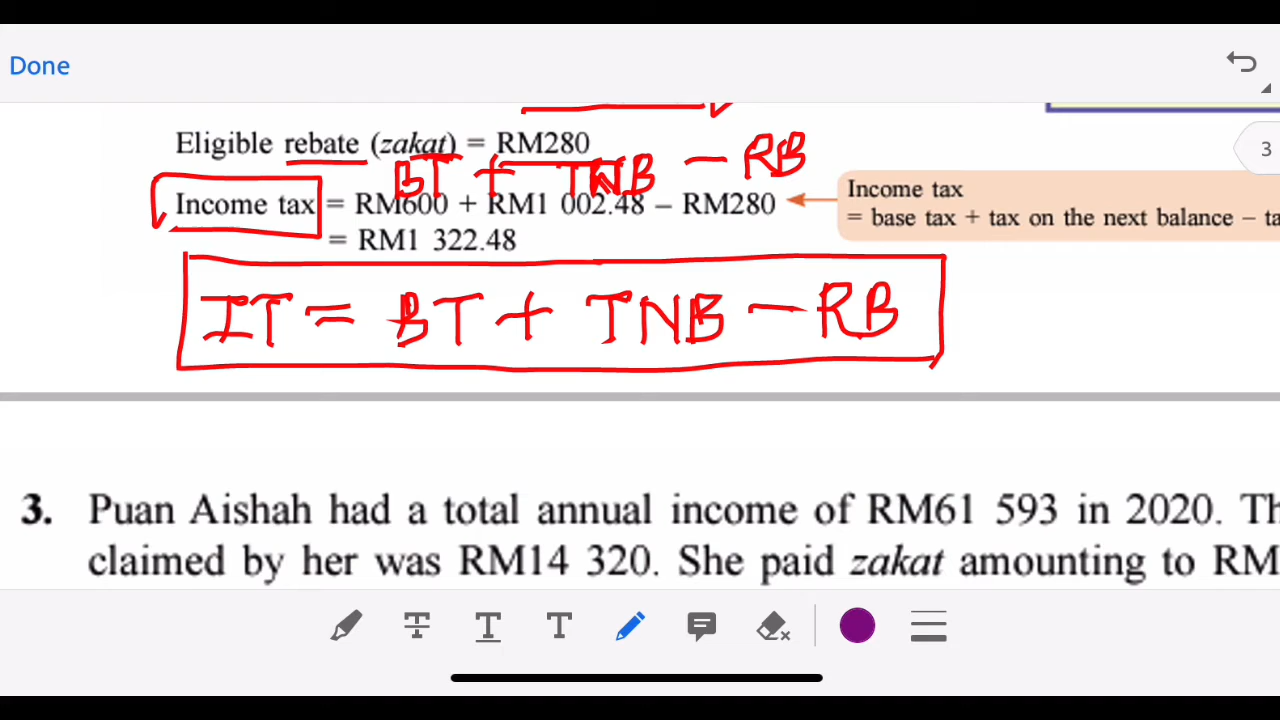 Done
Eligible rebate (zakat) = RM280
3
BT + TNB – RB
Income tax = RM600 + RM1 002.48 – RM280
Income tax
= base tax + tax on the next balance – ta
= RM1 322.48
IT = BT + TNB – RB
3. Puan Aishah had a total annual income of RM61 593 in 2020. Th
claimed by her was RM14 320. She paid zakat amounting to RM
T T T